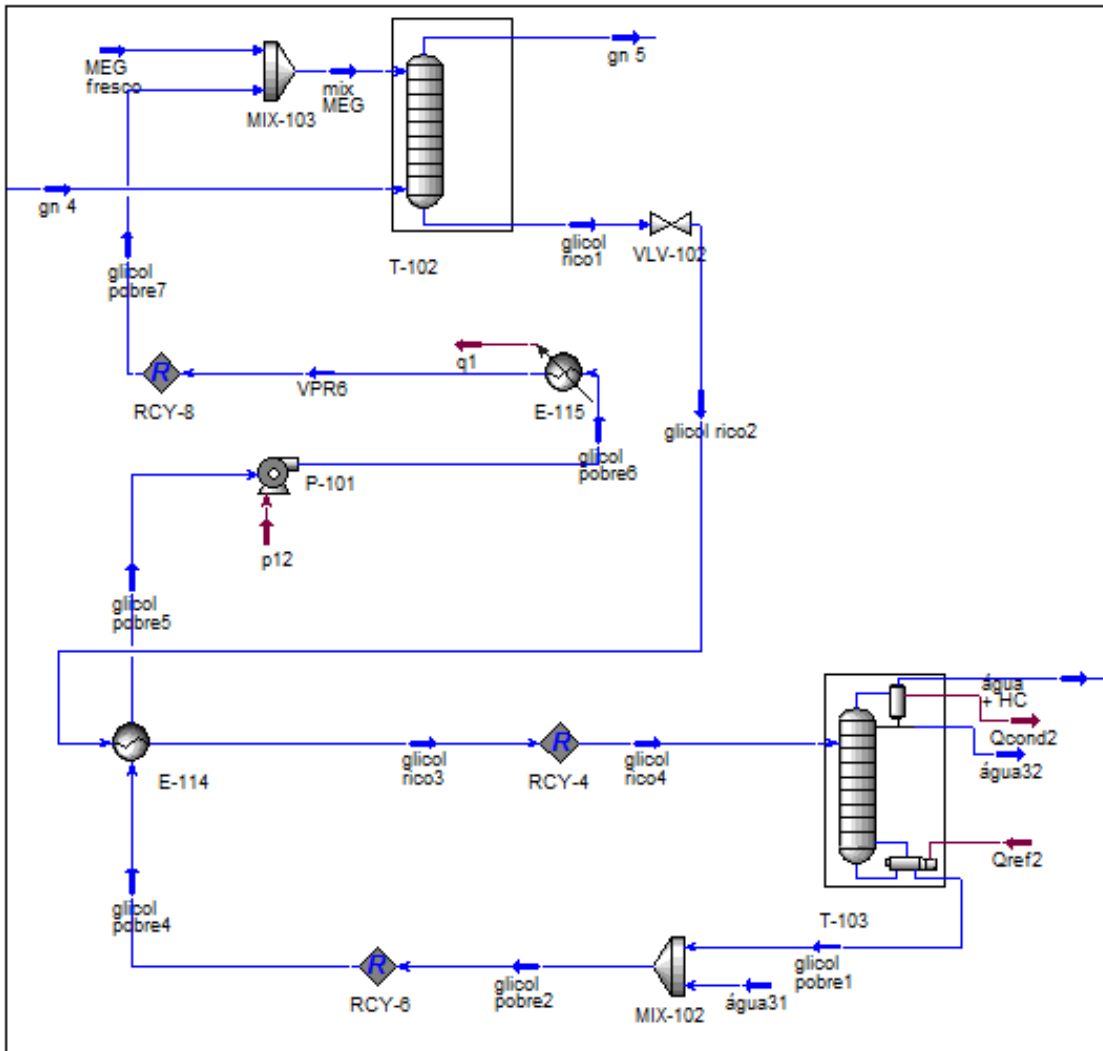 MEG
fresco
MIX-103
mix
MEG
gn 5
gn 4
T-102
glicol
rico1
VLV-102
glicol
pobre7
q1
R
RCY-8
VPR6
E-115
glicol rico2
glicol
pobre6
P-101
p12
glicol
pobre5
E-114
glicol
rico3
R
RCY-4
glicol
rico4
água
+ HC
Qcond2
água32
Qref2
T-103
glicol
pobre4
R
RCY-6
glicol
pobre2
MIX-102
água31
glicol
pobre1